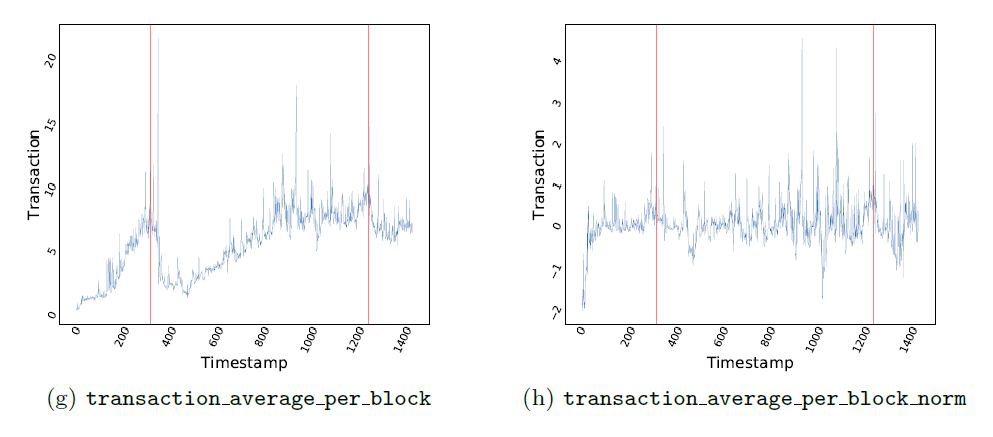 Transaction
20
15
10
5
0
0 200 400 600 800 1000 1200 1400
Timestamp
(g) transaction_average_per_block
Transaction
4
3
2
1
0
-1
-2
0 200 400 600 800 1000 1200 1400
Timestamp
(h) transaction_average_per_block_norm